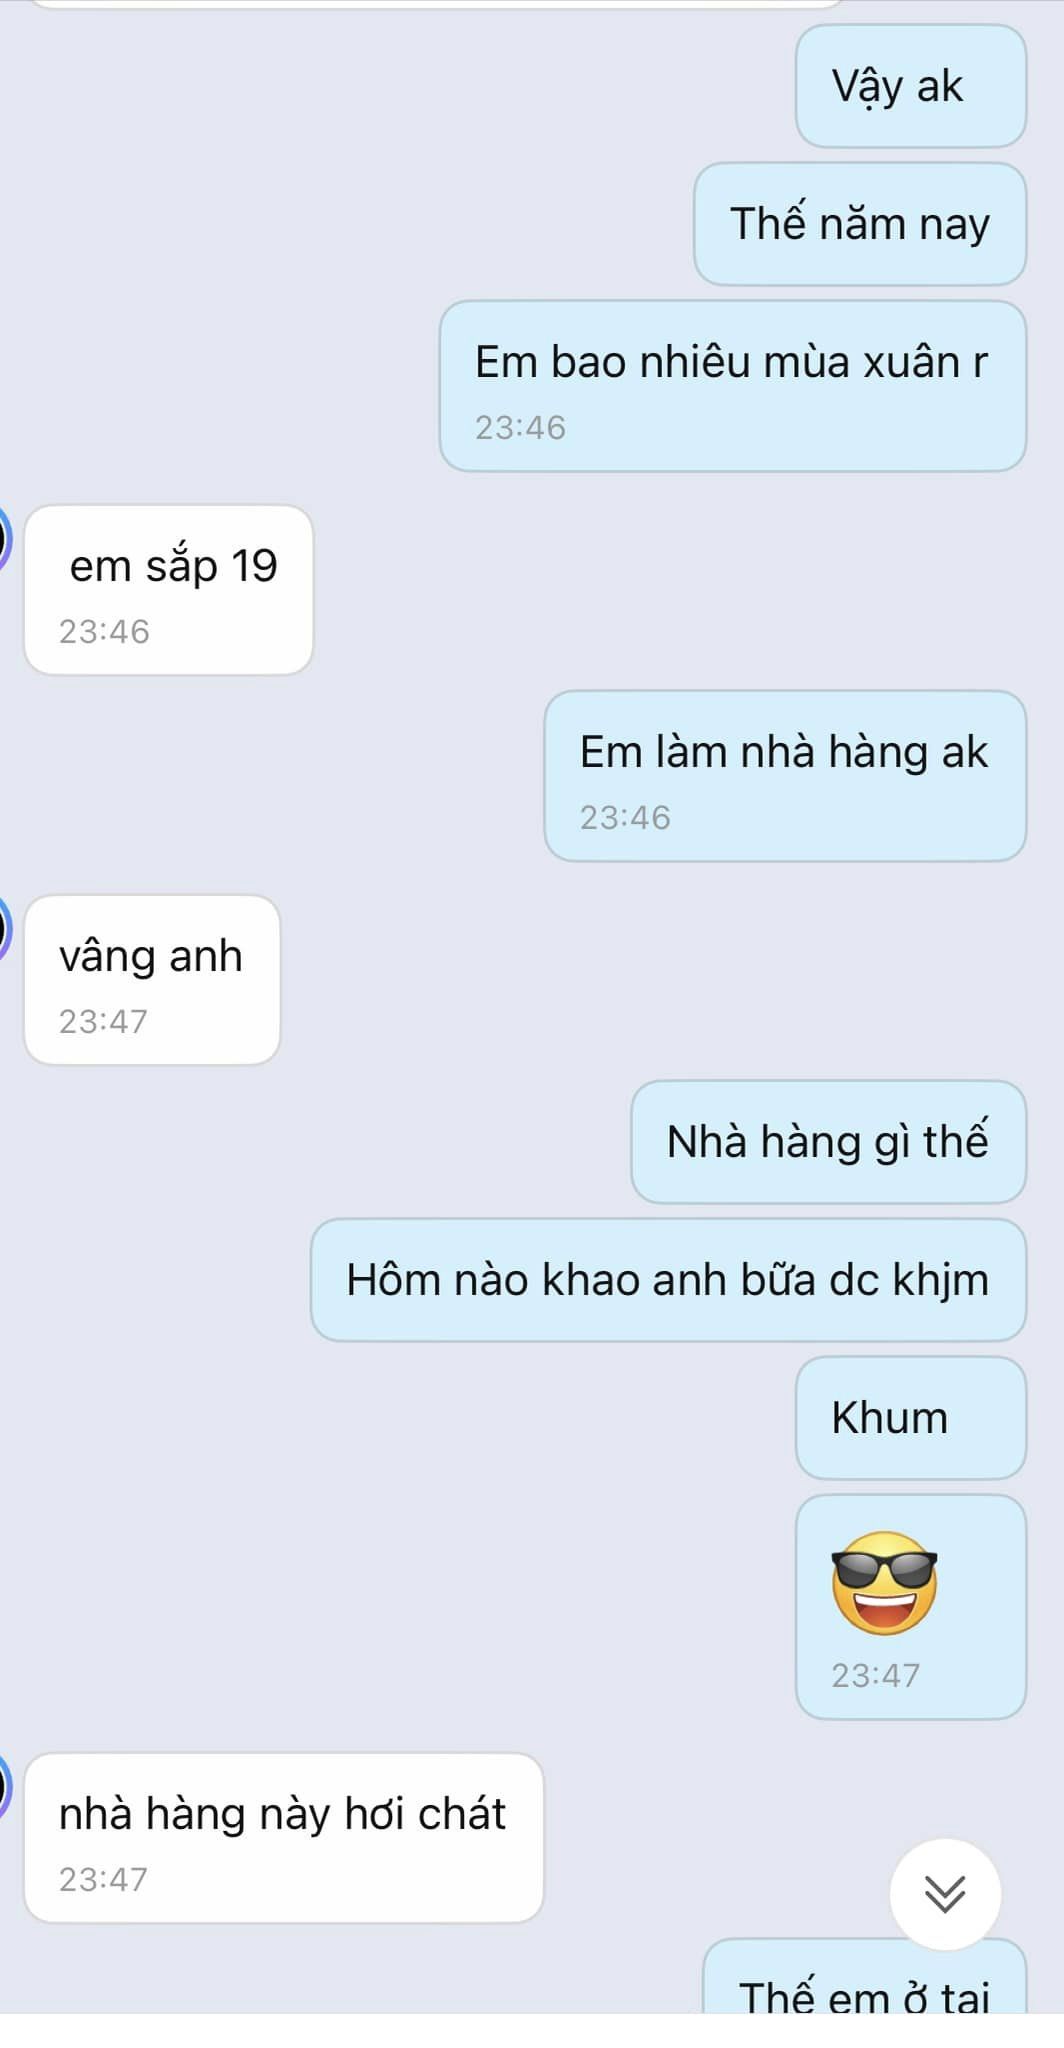 Vậy ak
Thế năm nay
Em bao nhiêu mùa xuân r
23:46
em sắp 19
23:46
Em làm nhà hàng ak
23:46
vâng anh
23:47
Nhà hàng gì thế
Hôm nào khao anh bữa dc khjm
Khum
23:47
nhà hàng này hơi chát
23:47
Thế em ở tại